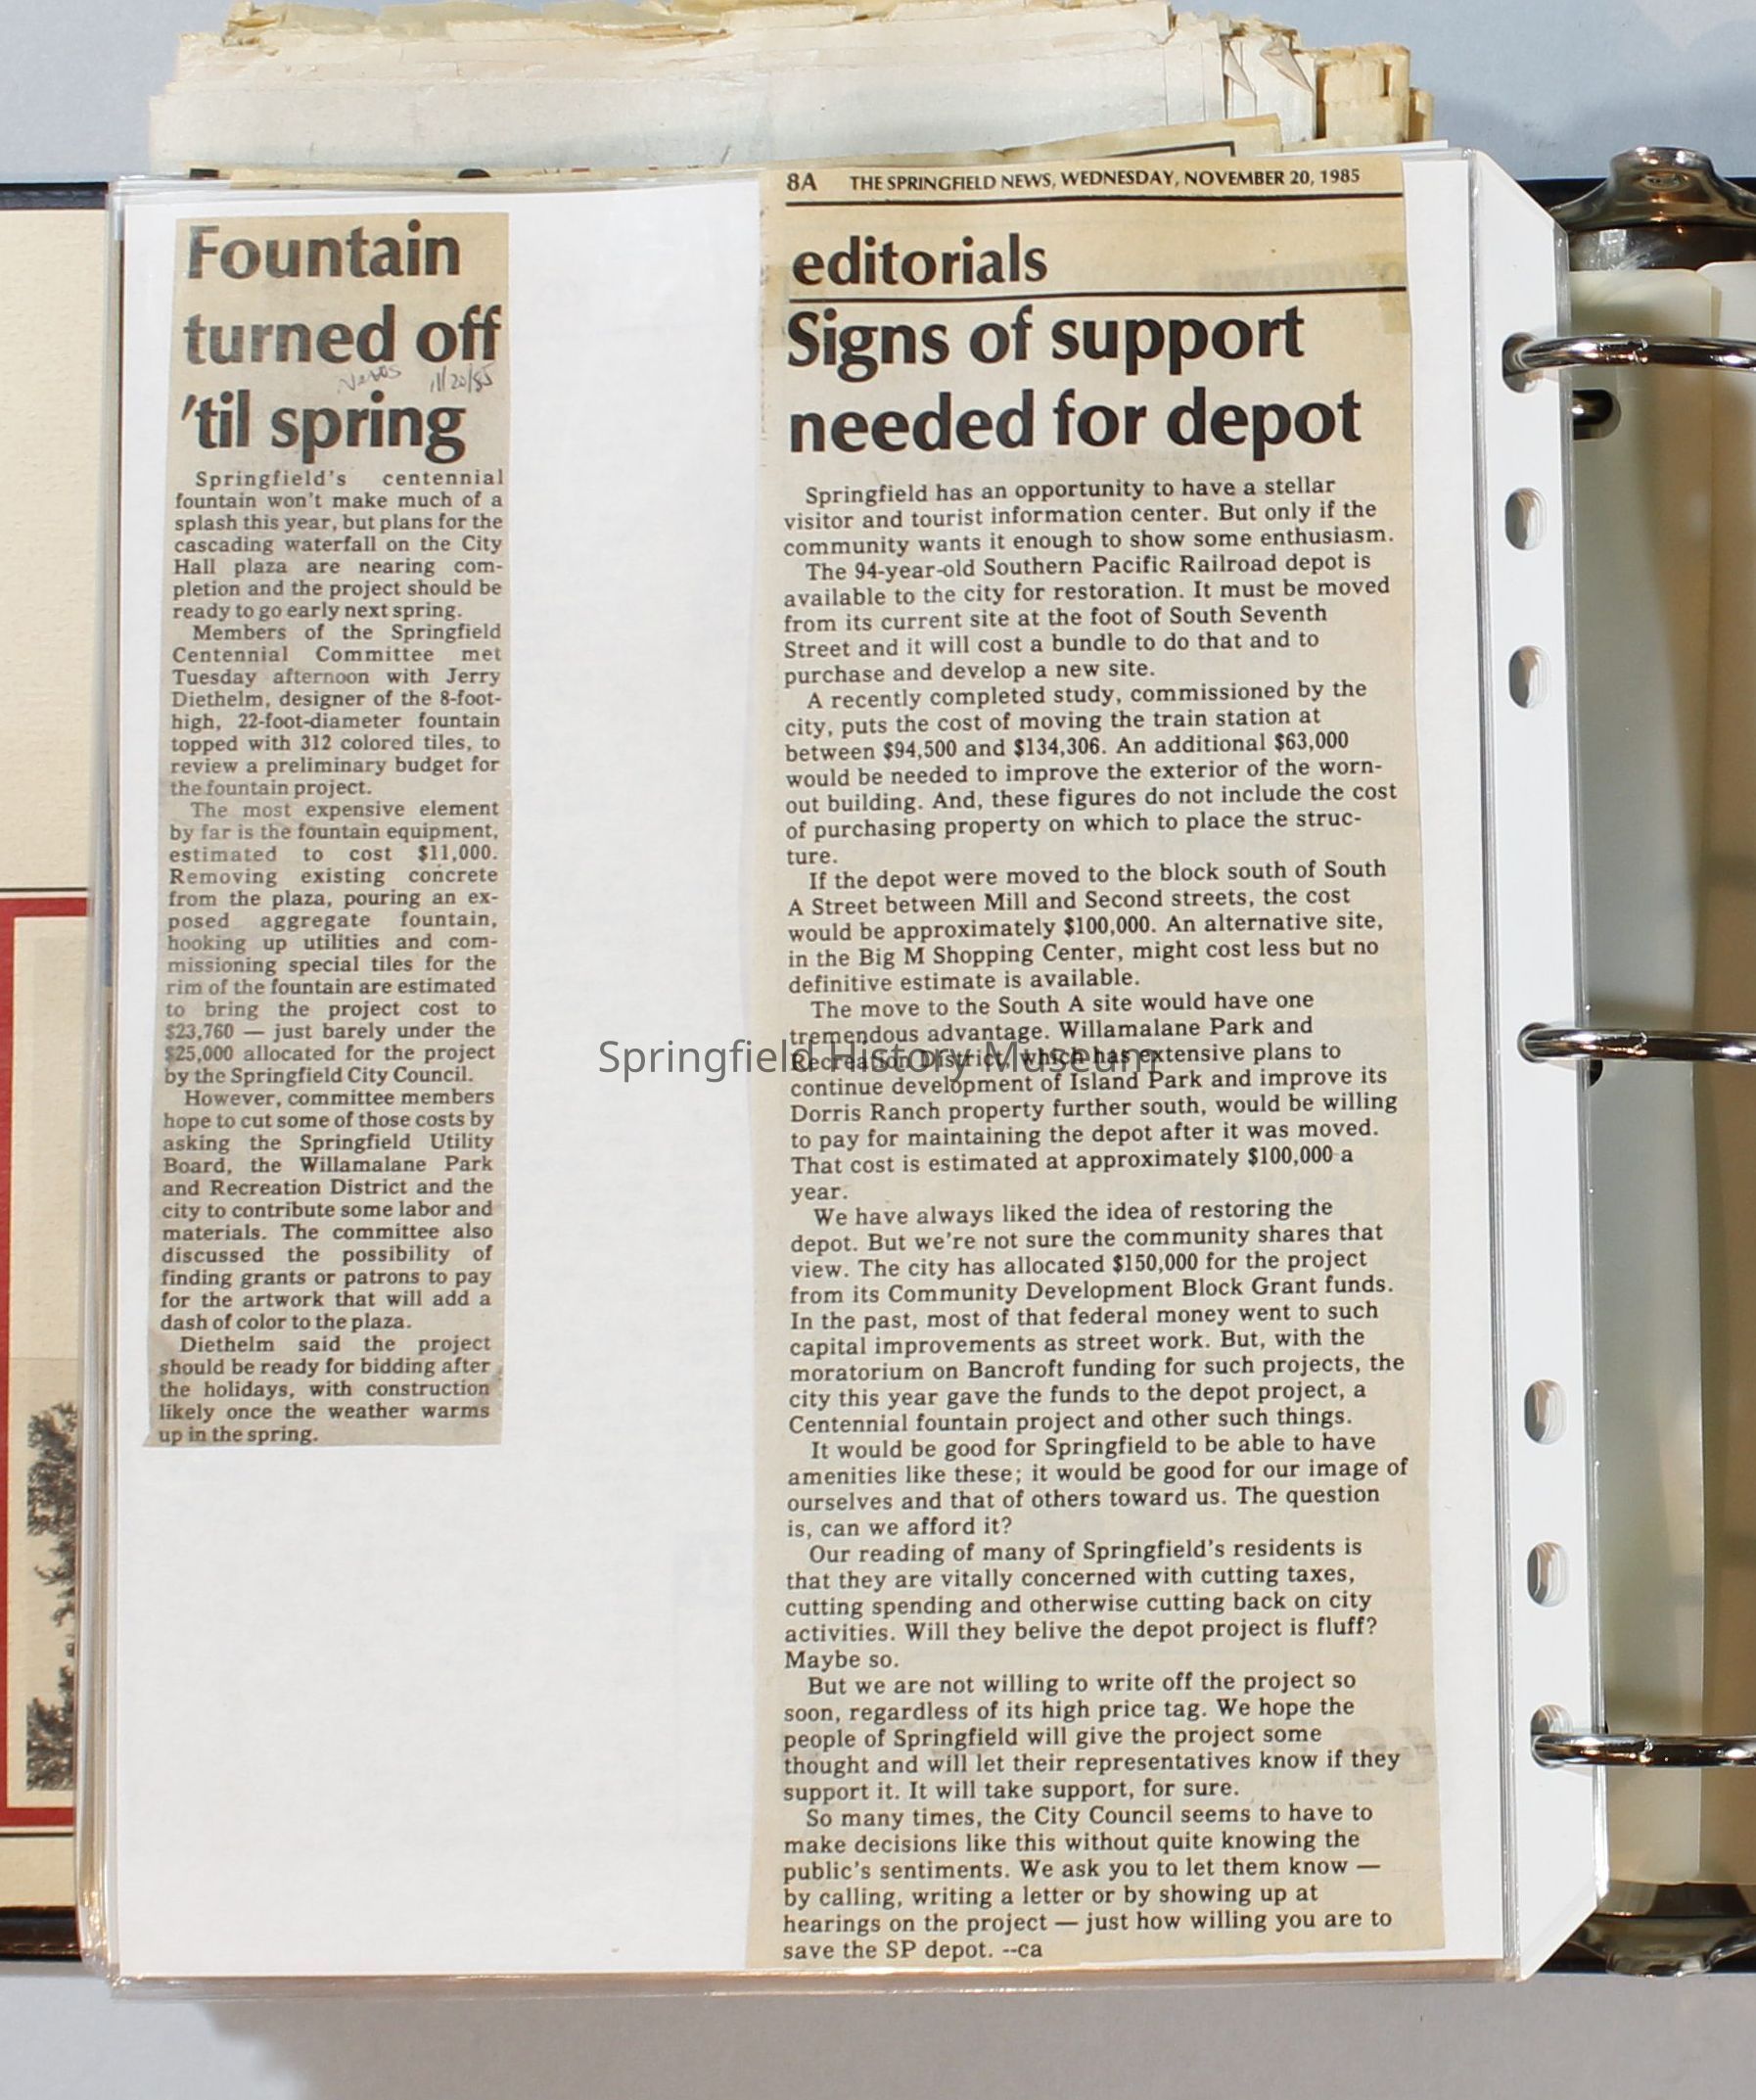 Fountain
turned off
News 11/20/85
'til spring
Springfield's centennial
fountain won't make much of a
splash this year, but plans for the
cascading waterfall on the City
Hall plaza are nearing com-
pletion and the project should be
ready to go early next spring.
Members of the Springfield
Centennial Committee met
Tuesday afternoon with Jerry
Diethelm, designer of the 8-foot-
high, 22-foot-diameter fountain
topped with 312 colored tiles, to
review a preliminary budget for
the fountain project.
The most expensive element
by far is the fountain equipment,
estimated to cost $11,000.
Removing existing concrete
from the plaza, pouring an ex-
posed aggregate fountain,
hooking up utilities and com-
missioning special tiles for the
rim of the fountain are estimated
to bring the project cost to
$23,760 — just barely under the
$25,000 allocated for the project
by the Springfield City Council.
However, committee members
hope to cut some of those costs by
asking the Springfield Utility
Board, the Willamalane Park
and Recreation District and the
city to contribute some labor and
materials. The committee also
discussed the possibility of
finding grants or patrons to pay
for the artwork that will add a
dash of color to the plaza.
Diethelm said the project
should be ready for bidding after
the holidays, with construction
likely once the weather warms
up in the spring.
8A THE SPRINGFIELD NEWS, WEDNESDAY, NOVEMBER 20, 1985
editorials
Signs of support
needed for depot
Springfield has an opportunity to have a stellar
visitor and tourist information center. But only if the
community wants it enough to show some enthusiasm.
The 94-year-old Southern Pacific Railroad depot is
available to the city for restoration. It must be moved
from its current site at the foot of South Seventh
Street and it will cost a bundle to do that and to
purchase and develop a new site.
A recently completed study, commissioned by the
city, puts the cost of moving the train station at
between $94,500 and $134,306. An additional $63,000
would be needed to improve the exterior of the worn-
out building. And, these figures do not include the cost
of purchasing property on which to place the struc-
ture.
If the depot were moved to the block south of South
A Street between Mill and Second streets, the cost
would be approximately $100,000. An alternative site,
in the Big M Shopping Center, might cost less but no
definitive estimate is available.
The move to the South A site would have one
tremendous advantage. Willamalane Park and
Recreation District, which has extensive plans to
continue development of Island Park and improve its
Dorris Ranch property further south, would be willing
to pay for maintaining the depot after it was moved.
That cost is estimated at approximately $100,000 a
year.
We have always liked the idea of restoring the
depot. But we're not sure the community shares that
view. The city has allocated $150,000 for the project
from its Community Development Block Grant funds.
In the past, most of that federal money went to such
capital improvements as street work. But, with the
moratorium on Bancroft funding for such projects, the
city this year gave the funds to the depot project, a
Centennial fountain project and other such things.
It would be good for Springfield to be able to have
amenities like these; it would be good for our image of
ourselves and that of others toward us. The question
is, can we afford it?
Our reading of many of Springfield's residents is
that they are vitally concerned with cutting taxes,
cutting spending and otherwise cutting back on city
activities. Will they belive the depot project is fluff?
Maybe so.
But we are not willing to write off the project so
soon, regardless of its high price tag. We hope the
people of Springfield will give the project some
thought and will let their representatives know if they
support it. It will take support, for sure.
So many times, the City Council seems to have to
make decisions like this without quite knowing the
public's sentiments. We ask you to let them know —
by calling, writing a letter or by showing up at
hearings on the project — just how willing you are to
save the SP depot. --ca
Springfield History Museum